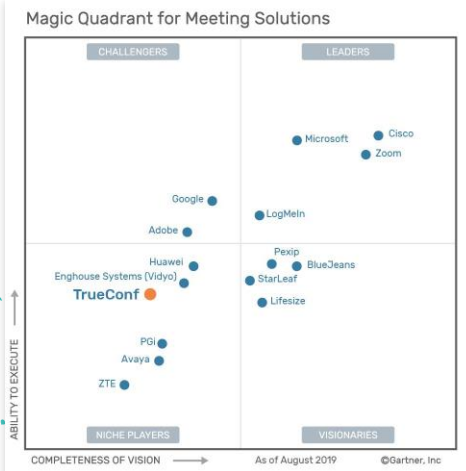 Magic Quadrant for Meeting Solutions
CHALLENGERS
LEADERS
Microsoft
Cisco
Zoom
Google
LogMeIn
Adobe
Huawei
Pexip
BlueJeans
Enghouse Systems (Vidyo)
StarLeaf
TrueConf
Lifesize
PGi
Avaya
ZTE
ABILITY TO EXECUTE
NICHE PLAYERS
VISIONARIES
COMPLETENESS OF VISION
As of August 2019
©Gartner, Inc